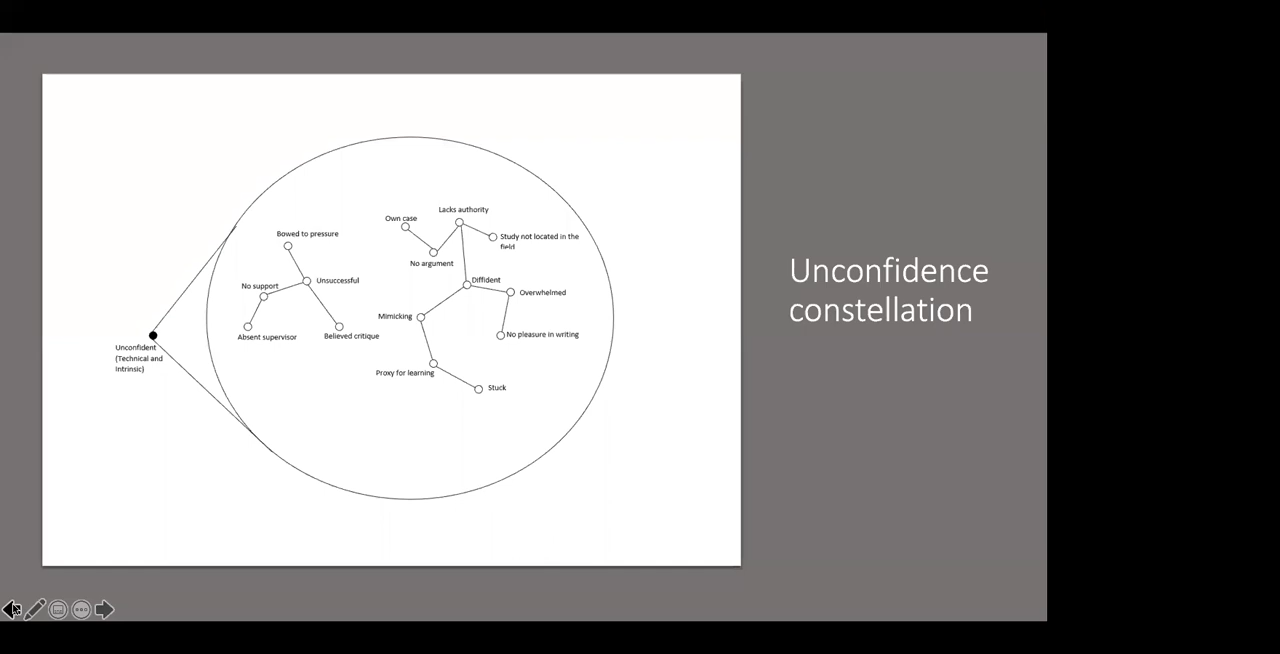 Lacks authority
Own case
Study not located in the
field
Bowed to pressure
No argument
Unsuccessful
Diffident
No support
Overwhelmed
Mimicking
No pleasure in writing
Absent supervisor
Believed critique
Unconfident
(Technical and
Intrinsic)
Proxy for learning
Stuck
Unconfidence
constellation